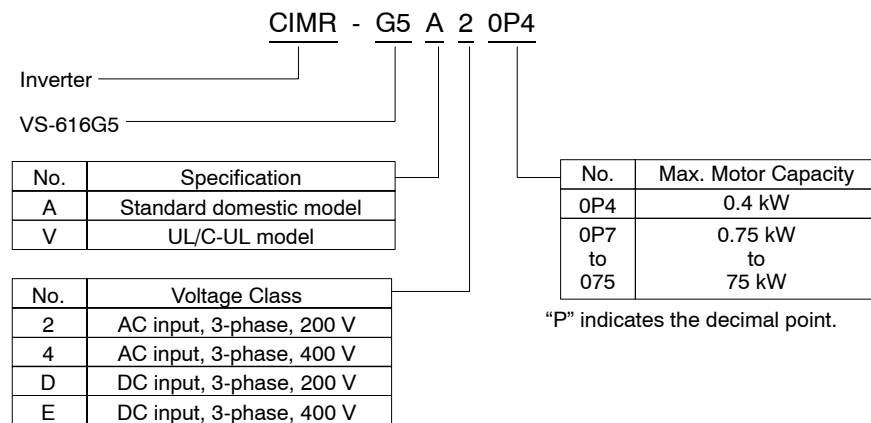 CIMR - G5 A 2 0P4
Inverter
VS-616G5
No. Specification
A Standard domestic model
V UL/C-UL model
No. Voltage Class
2 AC input, 3-phase, 200 V
4 AC input, 3-phase, 400 V
D DC input, 3-phase, 200 V
E DC input, 3-phase, 400 V
No. Max. Motor Capacity
0P4 0.4 kW
0P7 0.75 kW
to to
075 75 kW
“P” indicates the decimal point.